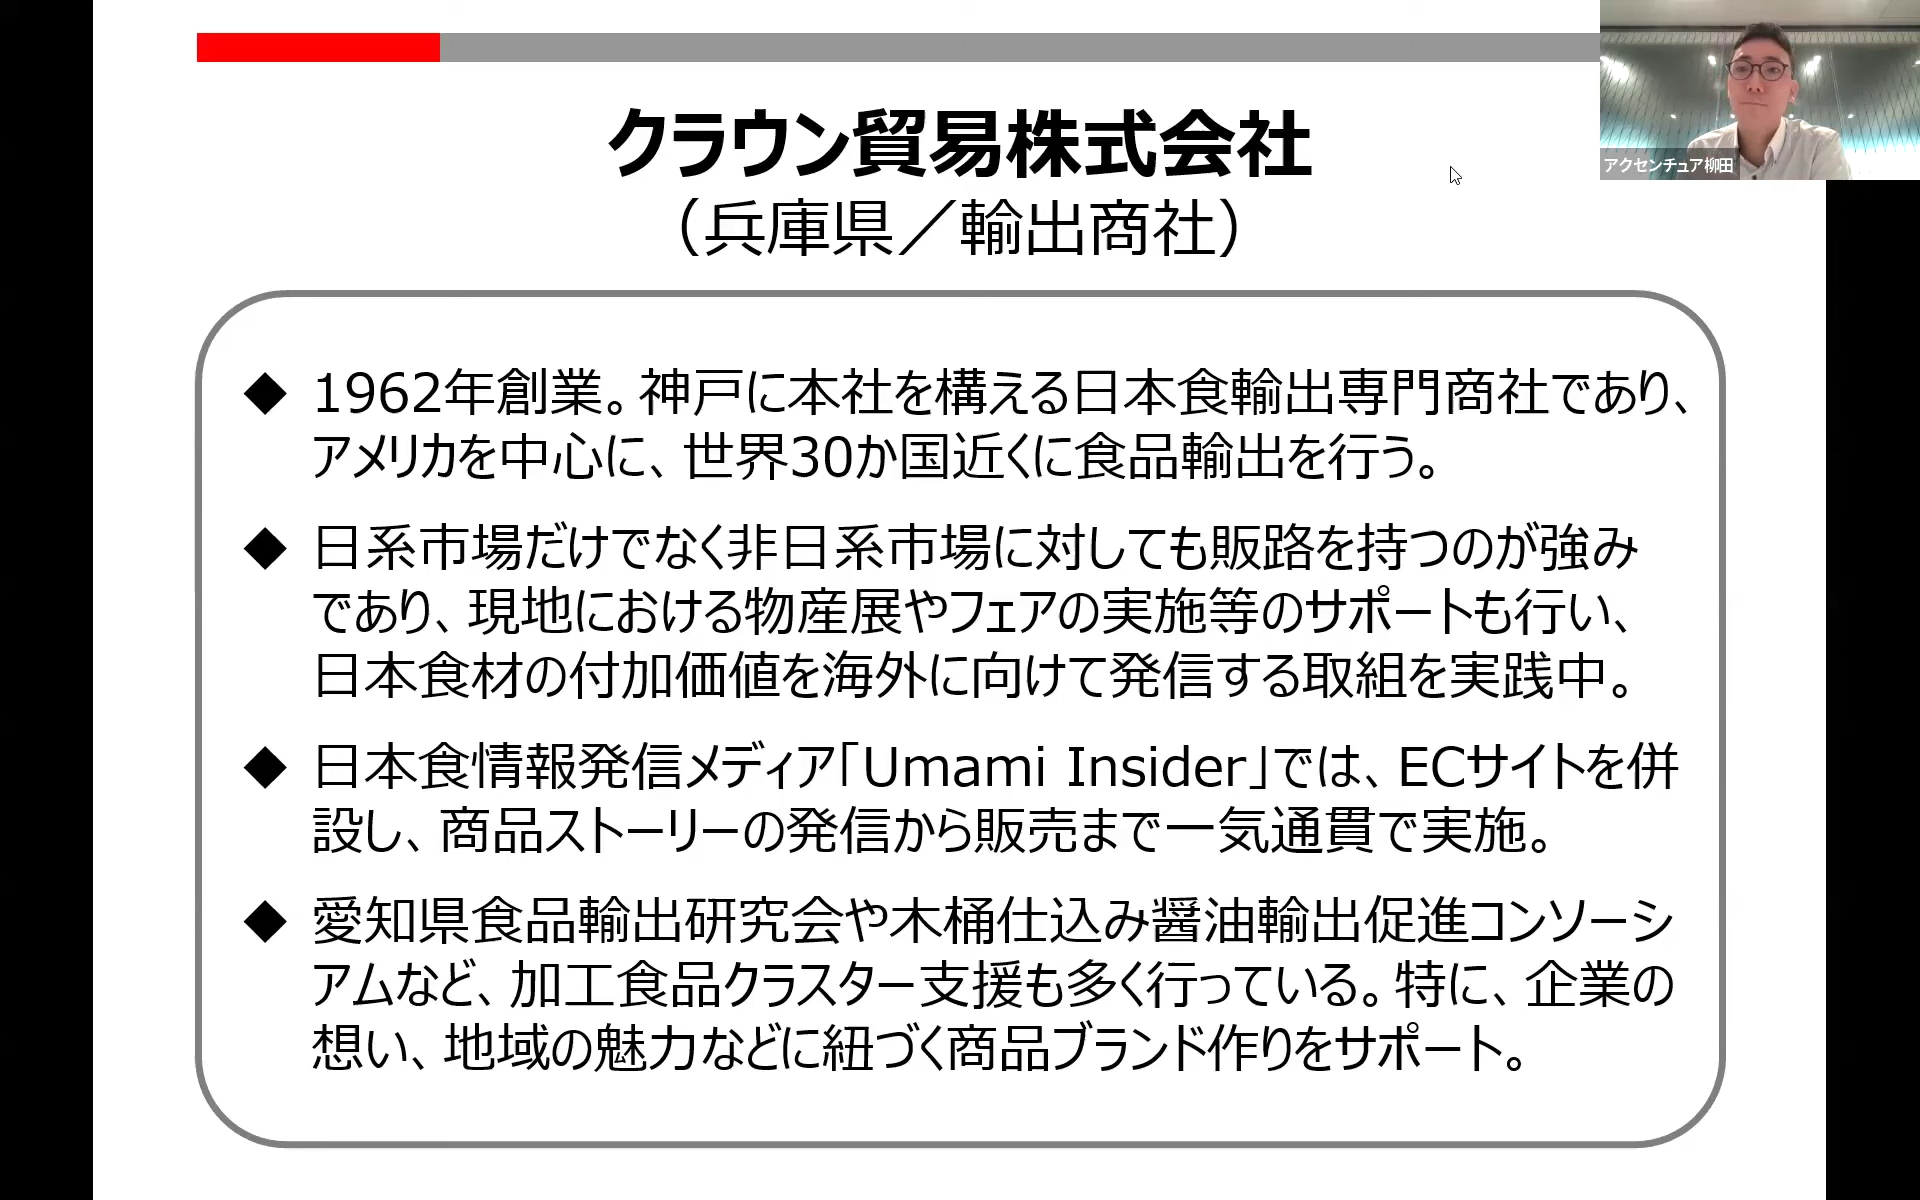 クラウン貿易株式会社
（兵庫県／輸出商社）
アクセンチュア柳田
◆ 1962年創業。神戸に本社を構える日本食輸出専門商社であり、
アメリカを中心に、世界30か国近くに食品輸出を行う。
◆ 日系市場だけでなく非日系市場に対しても販路を持つのが強み
であり、現地における物産展やフェアの実施等のサポートも行い、
日本食材の付加価値を海外に向けて発信する取組を実践中。
◆ 日本食情報発信メディア「Umami Insider」では、ECサイトを併
設し、商品ストーリーの発信から販売まで一気通貫で実施。
◆ 愛知県食品輸出研究会や木桶仕込み醤油輸出促進コンソーシ
アムなど、加工食品クラスター支援も多く行っている。特に、企業の
想い、地域の魅力などに紐づく商品ブランド作りをサポート。